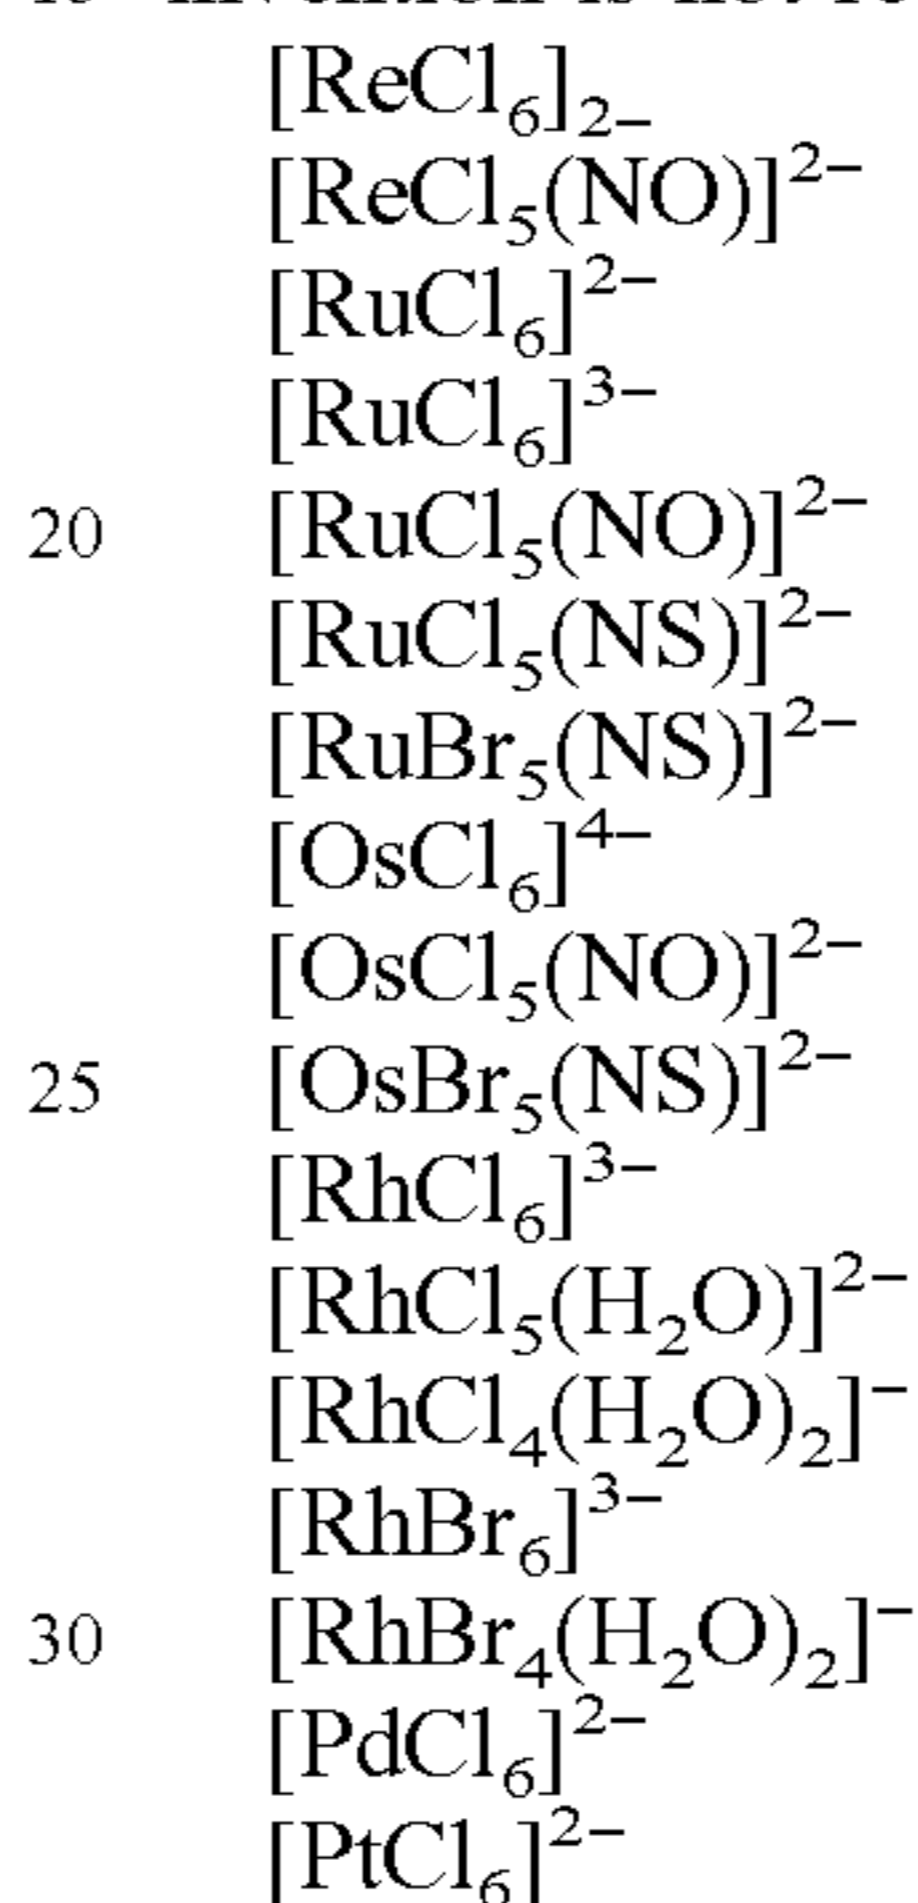 [ReCl₆]₂₋
[ReCl₅(NO)]²⁻
[RuCl₆]²⁻
[RuCl₆]³⁻
20 [RuCl₅(NO)]²⁻
[RuCl₅(NS)]²⁻
[RuBr₅(NS)]²⁻
[OsCl₆]⁴⁻
[OsCl₅(NO)]²⁻
25 [OsBr₅(NS)]²⁻
[RhCl₆]³⁻
[RhCl₅(H₂O)]²⁻
[RhCl₄(H₂O)₂]⁻
[RhBr₆]³⁻
30 [RhBr₄(H₂O)₂]⁻
[PdCl₆]²⁻
[PtCl₆]²⁻